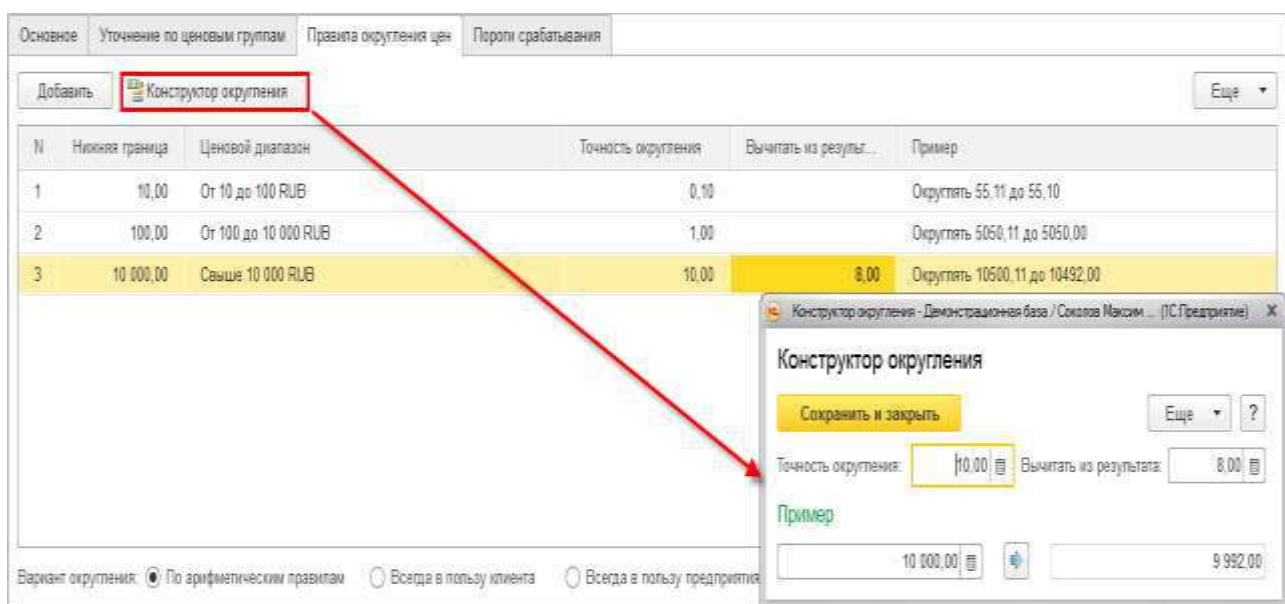 Основное Уточнение по ценовым группам Правила округления цен Пороги срабатывания
Добавить Конструктор округления Еще
N Нижняя граница Ценовой диапазон Точность округления Вычитать из результ... Пример
1 10,00 От 10 до 100 RUB 0,10 Округлять 55,11 до 55,10
2 100,00 От 100 до 10 000 RUB 1,00 Округлять 5050,11 до 5050,00
3 10 000,00 Свыше 10 000 RUB 10,00 8,00 Округлять 10500,11 до 10492,00
Конструктор округления - Демонстрационная база / Соколов Максим ... (1С:Предприятие) X
Конструктор округления
Сохранить и закрыть Еще ?
Точность округления: 10,00 Вычитать из результата: 8,00
Пример
10 000,00 9 992,00
Вариант округления: По арифметическим правилам Всегда в пользу клиента Всегда в пользу предприятия